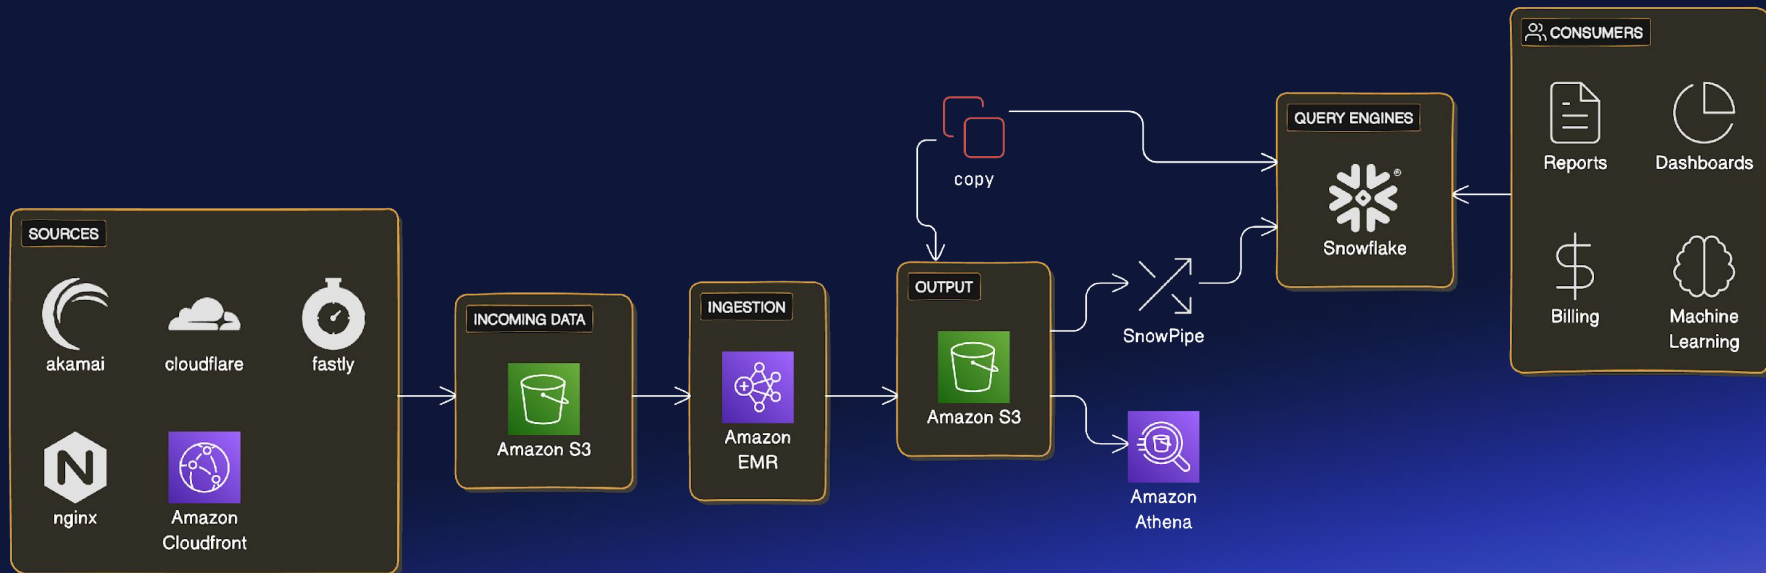 SOURCES
akamai
cloudflare
fastly
nginx
Amazon
Cloudfront
INCOMING DATA
Amazon S3
INGESTION
Amazon
EMR
copy
OUTPUT
Amazon S3
SnowPipe
Amazon
Athena
QUERY ENGINES
®
Snowflake
CONSUMERS
Reports
Dashboards
Billing
Machine
Learning